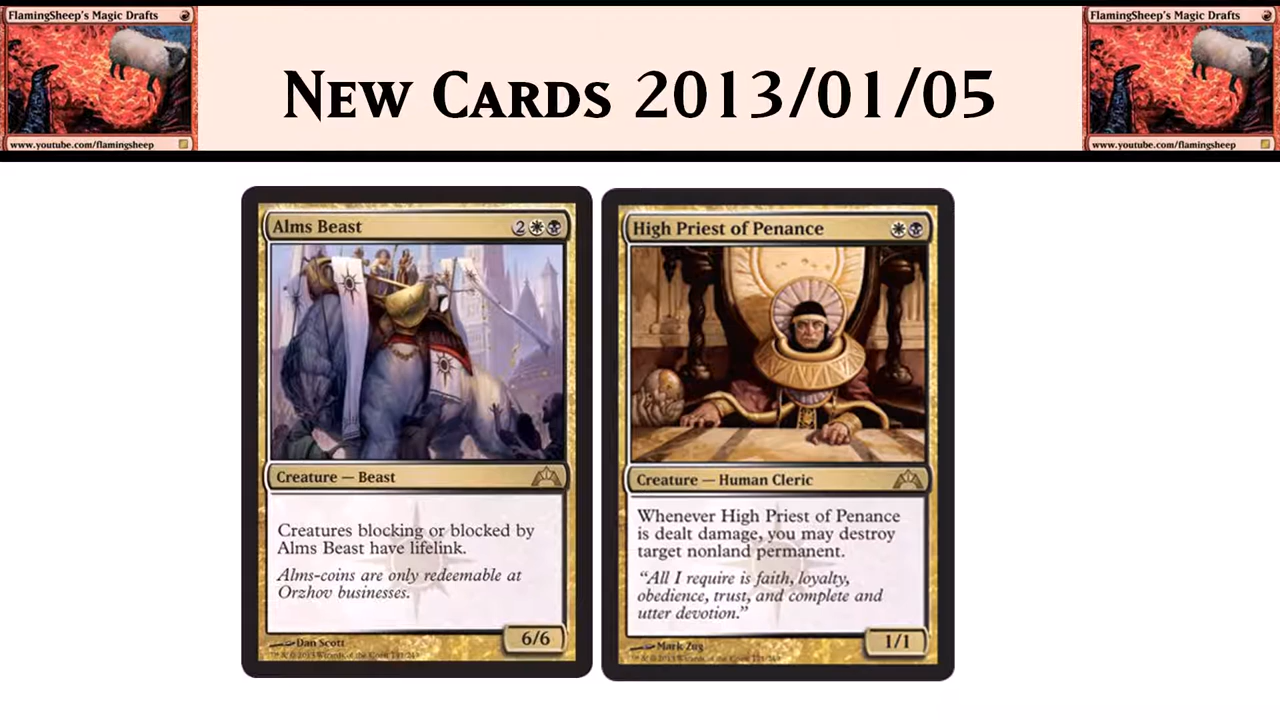 FlamingSheep's Magic Drafts
www.youtube.com/flamingsheep
New Cards 2013/01/05
FlamingSheep's Magic Drafts
www.youtube.com/flamingsheep
Alms Beast
2
Creature — Beast
Creatures blocking or blocked by
Alms Beast have lifelink.
Alms-coins are only redeemable at
Orzhov businesses.
Dan Scott
6/6
High Priest of Penance
Creature — Human Cleric
Whenever High Priest of Penance
is dealt damage, you may destroy
target nonland permanent.
"All I require is faith, loyalty,
obedience, trust, and complete and
utter devotion."
Mark Zug
1/1